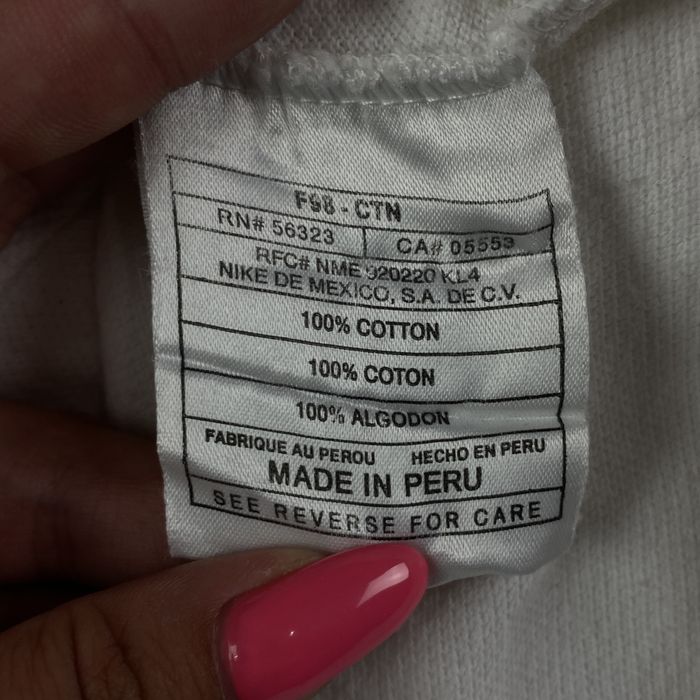 F98 - CTN
RN# 56323 CA# 05553
RFC# NME 920220 KL4
NIKE DE MEXICO, S.A. DE C.V.
100% COTTON
100% COTON
100% ALGODON
FABRIQUE AU PEROU HECHO EN PERU
MADE IN PERU
SEE REVERSE FOR CARE